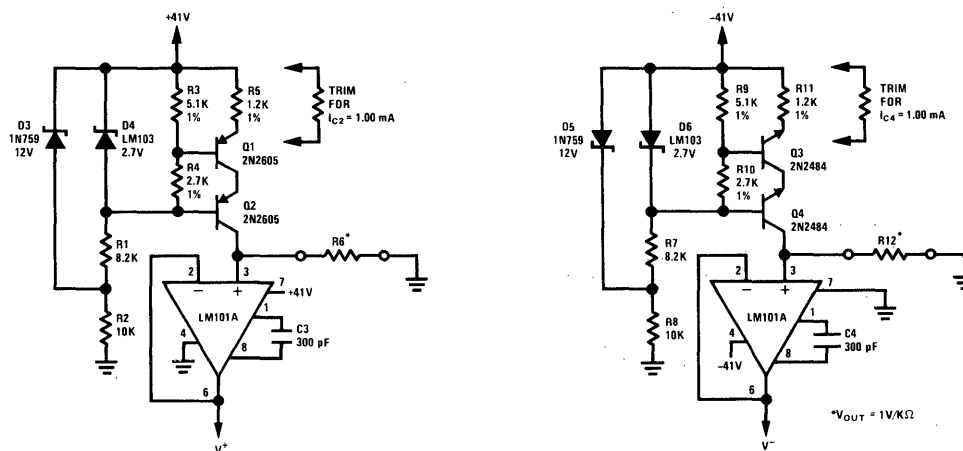 +41V
R3
5.1K
1%
R5
1.2K
1%
TRIM
FOR
iC2 = 1.00 mA
D3
1N759
12V
D4
LM103
2.7V
Q1
2N2605
R4
2.7K
1%
Q2
2N2605
R1
8.2K
R6*
2
3
7
+41V
−
+
LM101A
1
C3
300 pF
4
8
R2
10K
6
V+
−41V
R9
5.1K
1%
R11
1.2K
1%
TRIM
FOR
iC4 = 1.00 mA
D5
1N759
12V
D6
LM103
2.7V
Q3
2N2484
R10
2.7K
1%
Q4
2N2484
R7
8.2K
R12*
2
3
7
−
+
LM101A
1
C4
300 pF
4
−41V
8
R8
10K
6
V−
*VOUT = 1V/KΩ